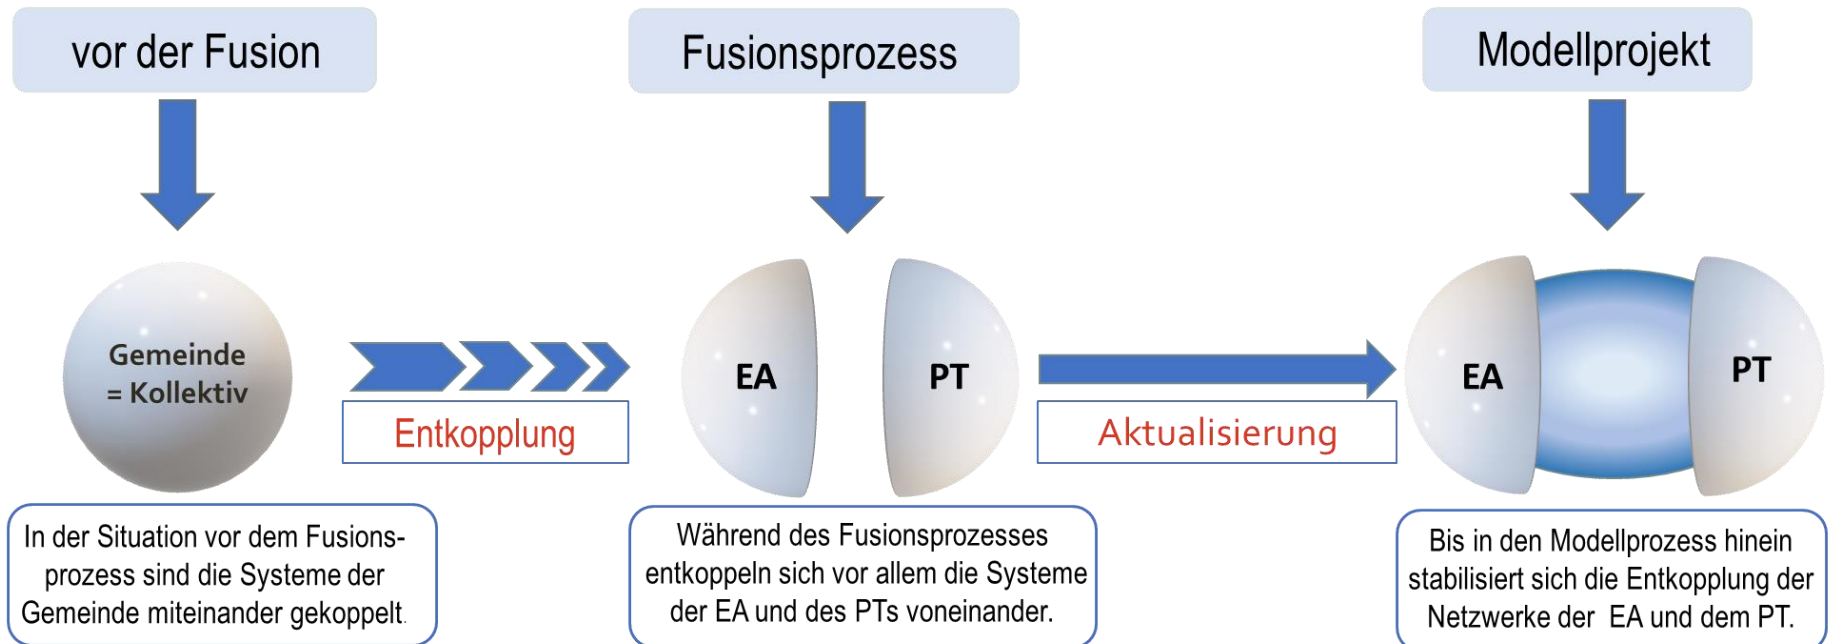 vor der Fusion
Fusionsprozess
Modellprojekt
Gemeinde
= Kollektiv
EA
PT
EA
PT
Entkopplung
Aktualisierung
In der Situation vor dem Fusions-
prozess sind die Systeme der
Gemeinde miteinander gekoppelt.
Während des Fusionsprozesses
entkoppeln sich vor allem die Systeme
der EA und des PTs voneinander.
Bis in den Modellprozess hinein
stabilisiert sich die Entkopplung der
Netzwerke der EA und dem PT.